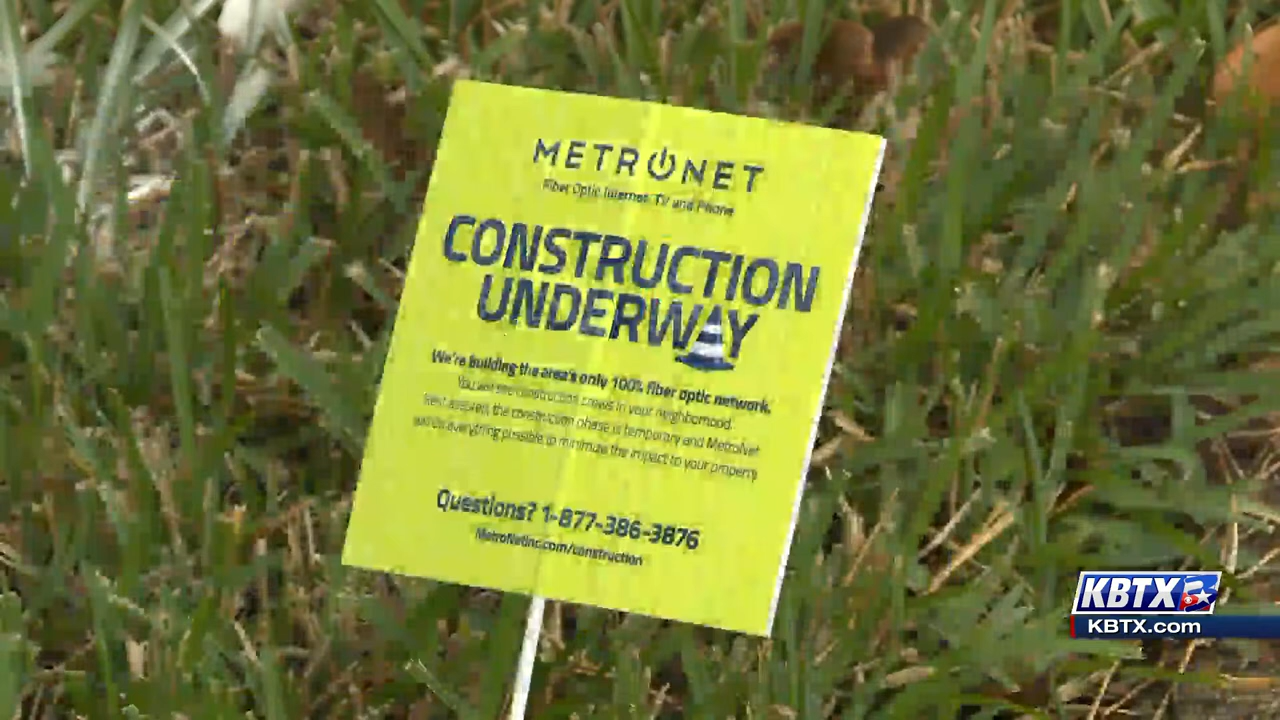 METRONET
Fiber Optic Internet, TV and Phone
CONSTRUCTION
UNDERWAY
We're building the area's only 100% fiber optic network.
You will see construction crews in your neighborhood.
Rest assured, the construction phase is temporary and MetroNet
will do everything possible to minimize the impact to your property.
Questions? 1-877-386-3876
MetroNetInc.com/construction
KBTX 3
KBTX.com